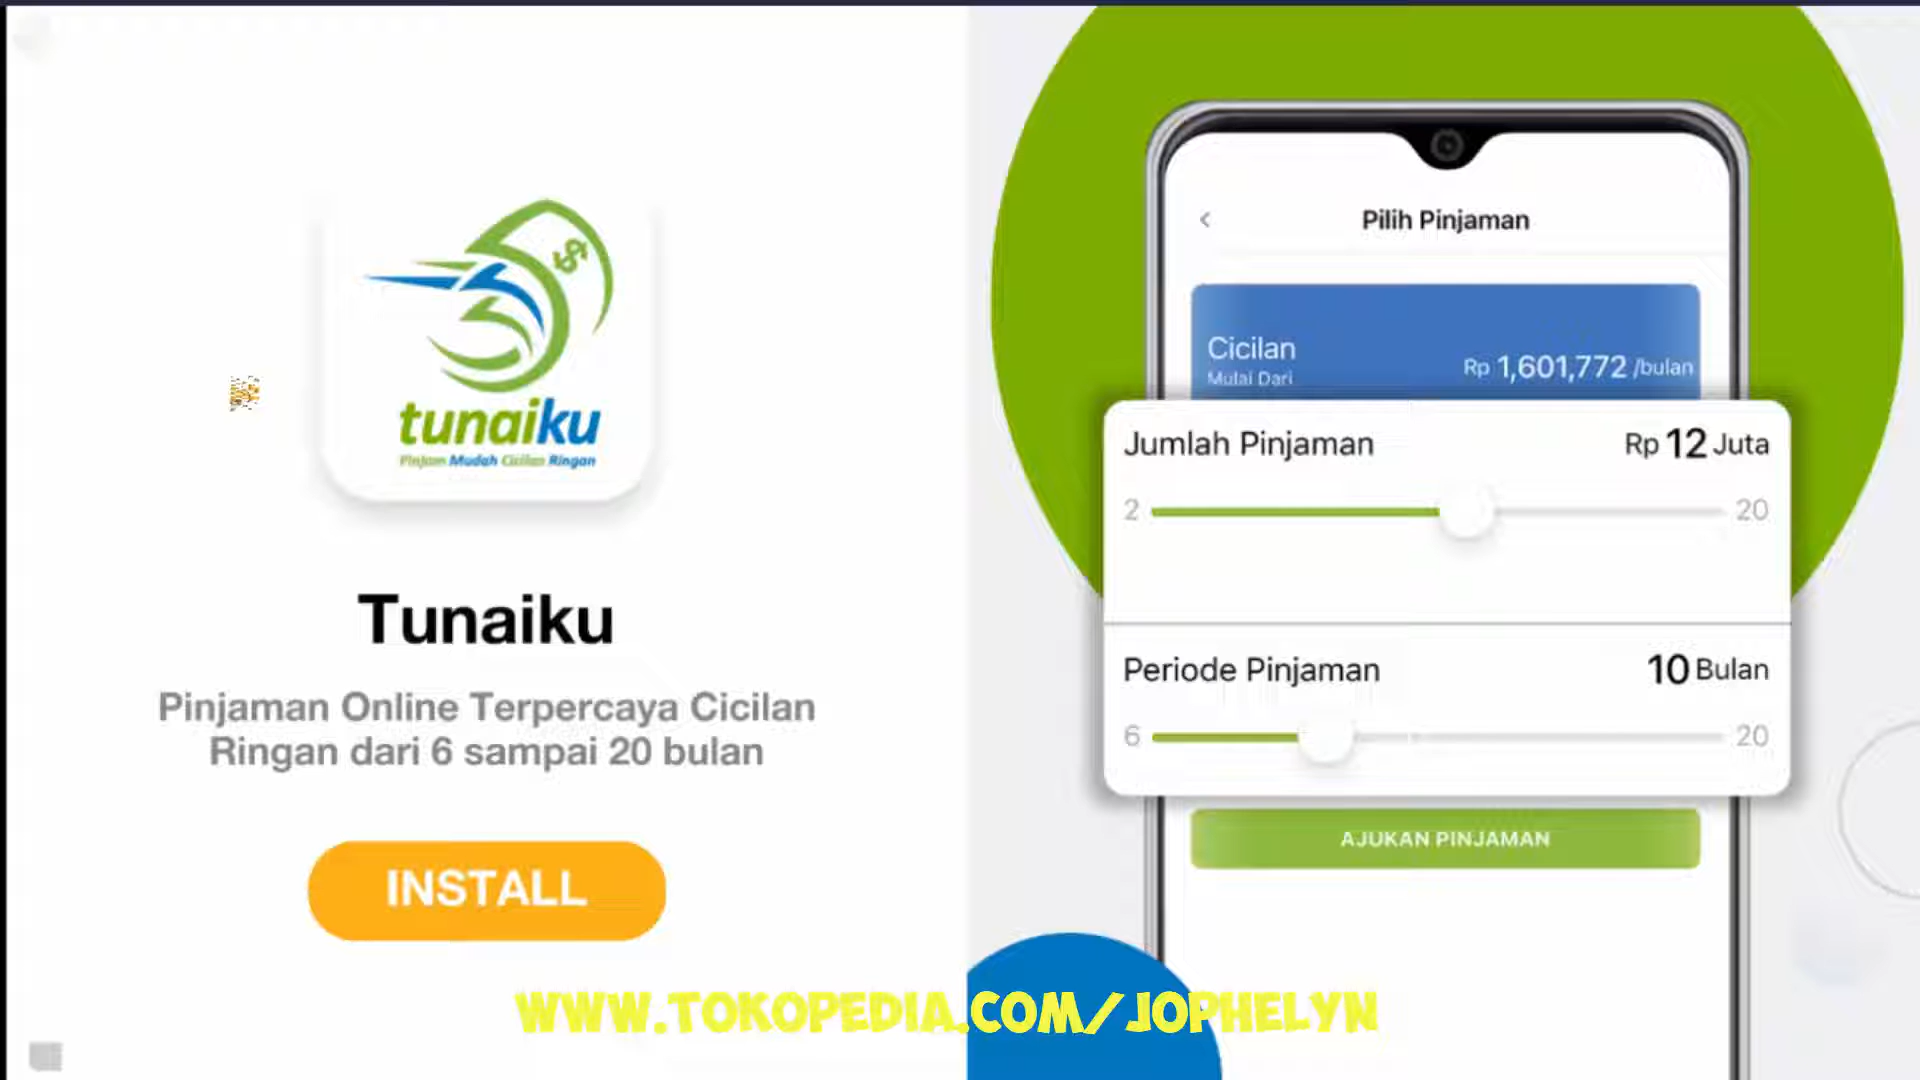 tunaiku
Pinjam Mudah Cicilan Ringan
Tunaiku
Pinjaman Online Terpercaya Cicilan
Ringan dari 6 sampai 20 bulan
INSTALL
Pilih Pinjaman
Cicilan
Mulai Dari
Rp 1,601,772 /bulan
Jumlah Pinjaman
Rp 12 Juta
2
20
Periode Pinjaman
10 Bulan
6
20
AJUKAN PINJAMAN
WWW.TOKOPEDIA.COM/JOPHELYN